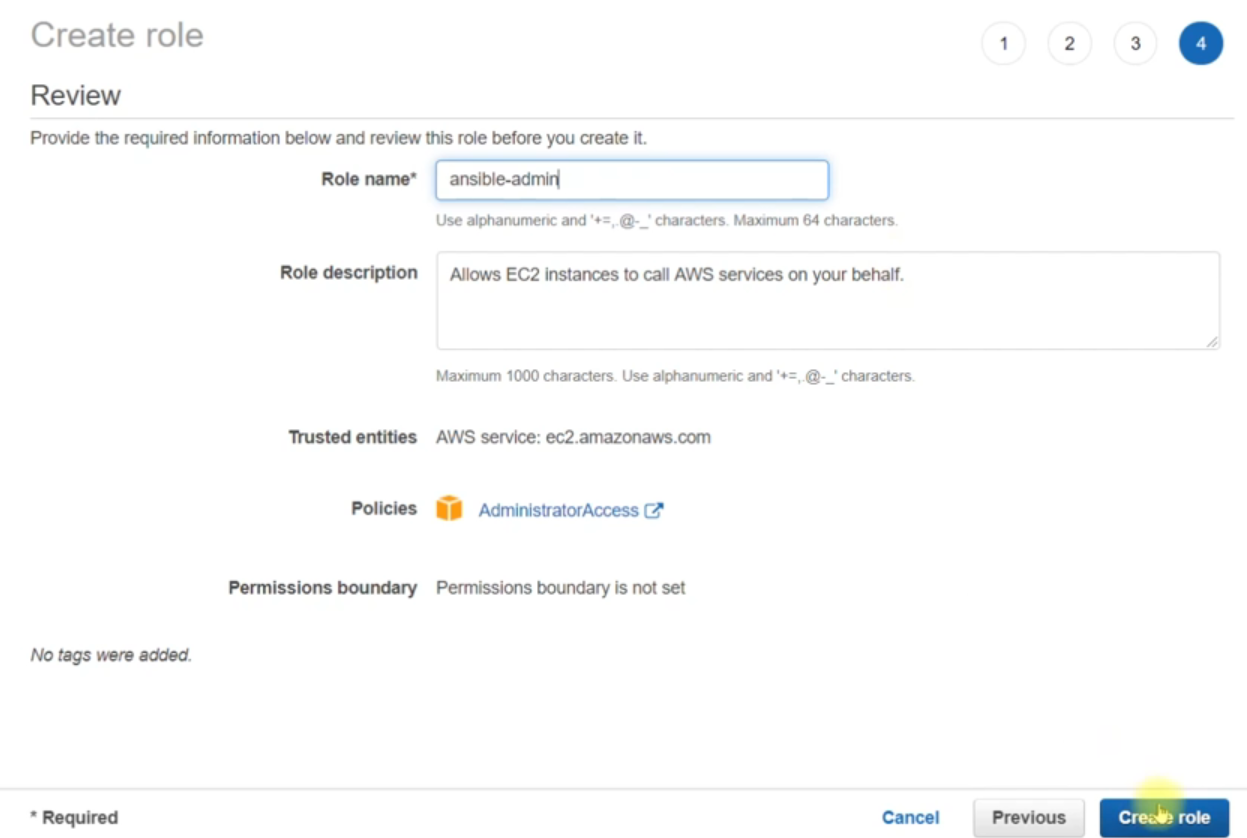 Create role
1 2 3 4
Review
Provide the required information below and review this role before you create it.
Role name* ansible-admin
Use alphanumeric and '+=,.@-_' characters. Maximum 64 characters.
Role description Allows EC2 instances to call AWS services on your behalf.
Maximum 1000 characters. Use alphanumeric and '+=,.@-_' characters.
Trusted entities AWS service: ec2.amazonaws.com
Policies AdministratorAccess
Permissions boundary Permissions boundary is not set
No tags were added.
* Required Cancel Previous Create role